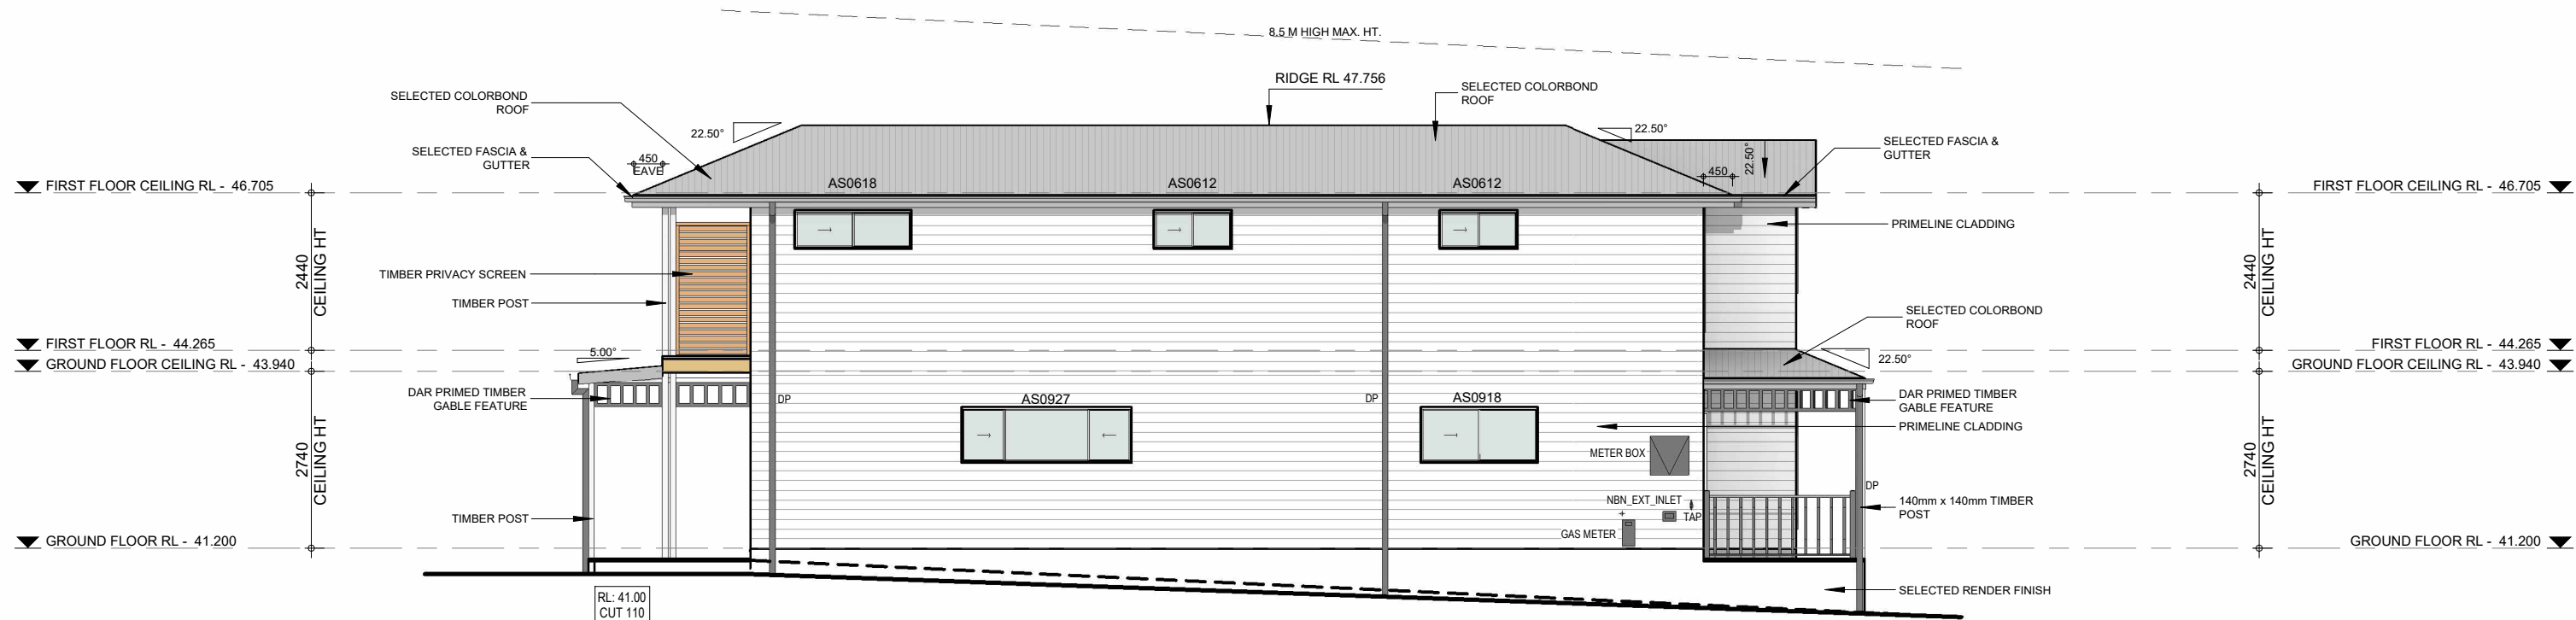 8.5 M HIGH MAX. HT.
RIDGE RL 47.756
SELECTED COLORBOND
ROOF
SELECTED COLORBOND
ROOF
22.50°
22.50°
SELECTED FASCIA &
GUTTER
SELECTED FASCIA &
GUTTER
450
EAVE
450
22.50°
FIRST FLOOR CEILING RL - 46.705
AS0618
AS0612
AS0612
FIRST FLOOR CEILING RL - 46.705
PRIMELINE CLADDING
2440
CEILING HT
2440
CEILING HT
TIMBER PRIVACY SCREEN
TIMBER POST
SELECTED COLORBOND
ROOF
FIRST FLOOR RL - 44.265
FIRST FLOOR RL - 44.265
5.00°
22.50°
GROUND FLOOR CEILING RL - 43.940
GROUND FLOOR CEILING RL - 43.940
DAR PRIMED TIMBER
GABLE FEATURE
DP
AS0927
DP
AS0918
DAR PRIMED TIMBER
GABLE FEATURE
PRIMELINE CLADDING
2740
CEILING HT
2740
CEILING HT
METER BOX
DP
NBN_EXT_INLET
TAP
140mm x 140mm TIMBER
POST
TIMBER POST
GAS METER
GROUND FLOOR RL - 41.200
GROUND FLOOR RL - 41.200
SELECTED RENDER FINISH
RL: 41.00
CUT 110